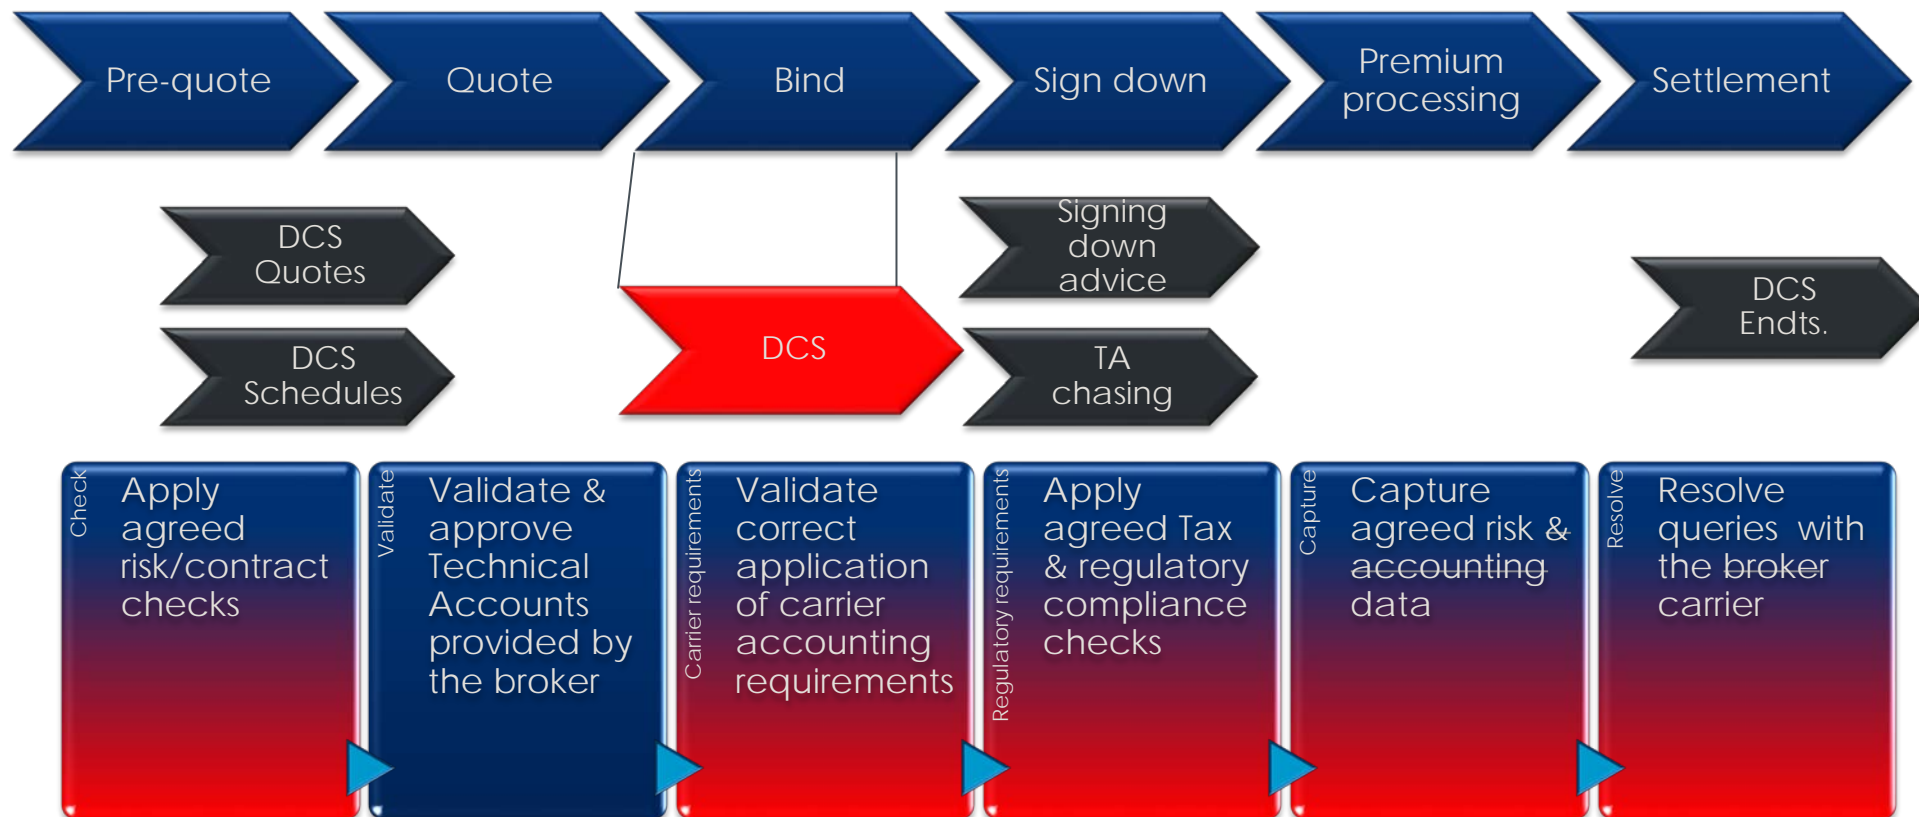 Pre-quote
Quote
Bind
Sign down
Premium
processing
Settlement
DCS
Quotes
DCS
Schedules
DCS
Signing
down
advice
TA
chasing
DCS
Endts.
Check
Apply
agreed
risk/contract
checks
Validate
Validate &
approve
Technical
Accounts
provided by
the broker
Carrier requirements
Validate
correct
application
of carrier
accounting
requirements
Regulatory requirements
Apply
agreed Tax
& regulatory
compliance
checks
Capture
Capture
agreed risk &
accounting
data
Resolve
Resolve
queries with
the broker
carrier